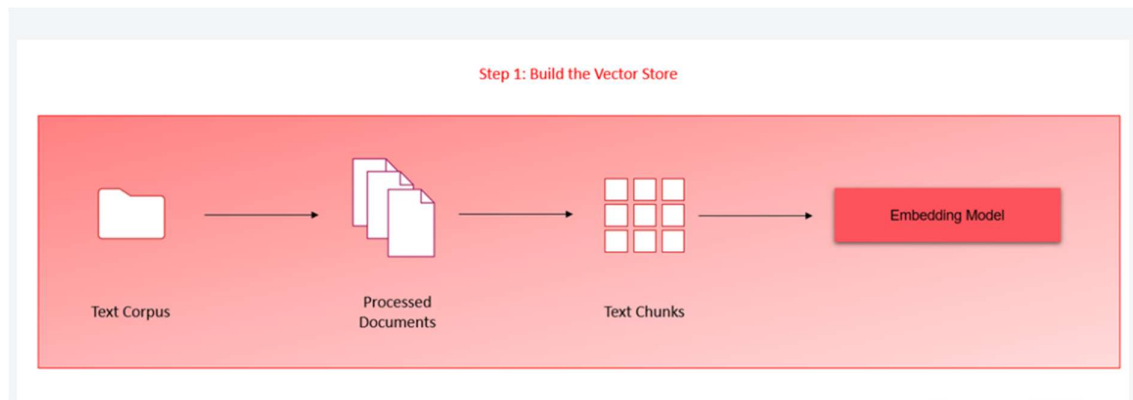 Step 1: Build the Vector Store
Embedding Model
Text Corpus
Processed
Documents
Text Chunks